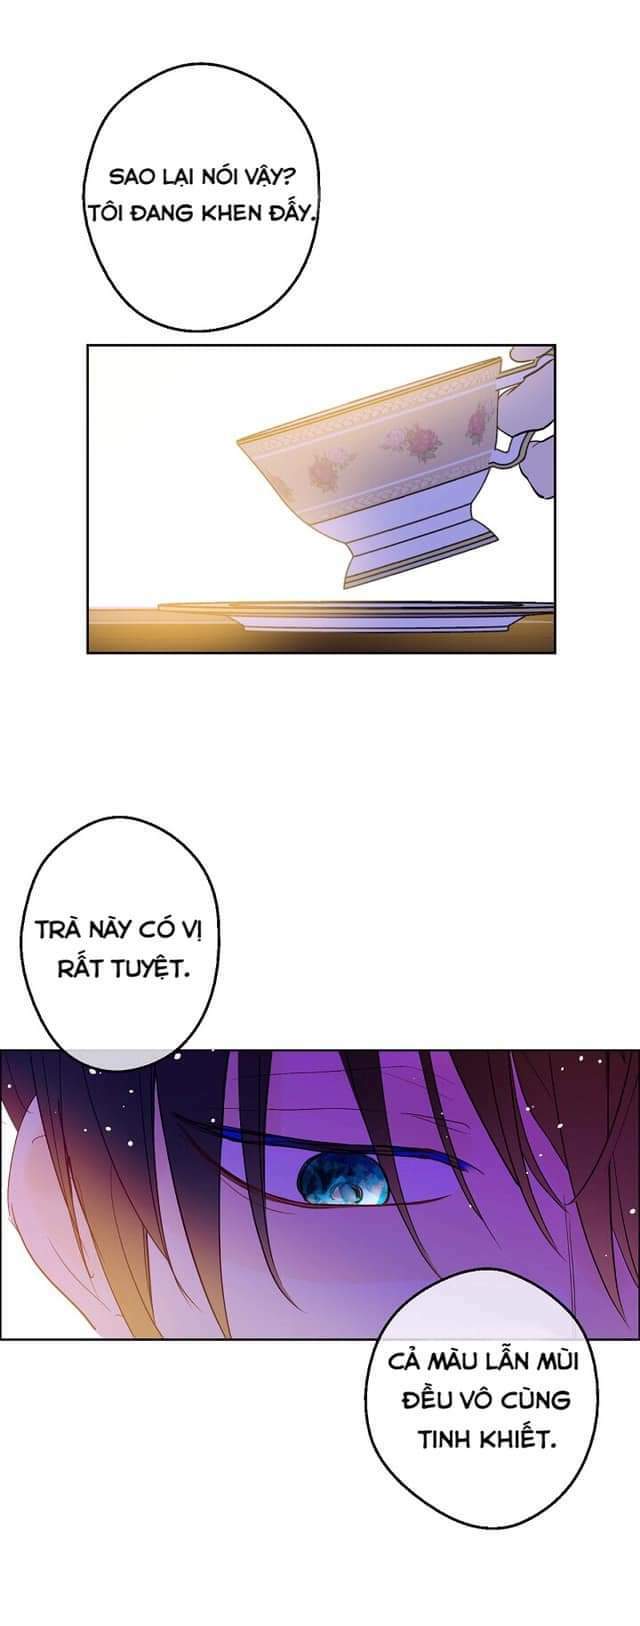 SAO LẠI NÓI VẬY?
TÔI ĐANG KHEN ĐẤY.
TRÀ NÀY CÓ VỊ
RẤT TUYỆT.
CẢ MÀU LẪN MÙI
ĐỀU VÔ CÙNG
TINH KHIẾT.